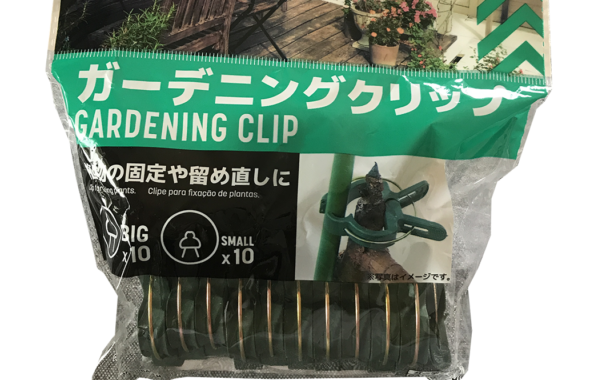 ガーデニングクリップ
GARDENING CLIP
の固定や留め直しに
plants. Clipe para fixação de plantas.
BIG
x10
SMALL
x10
※写真はイメージです。